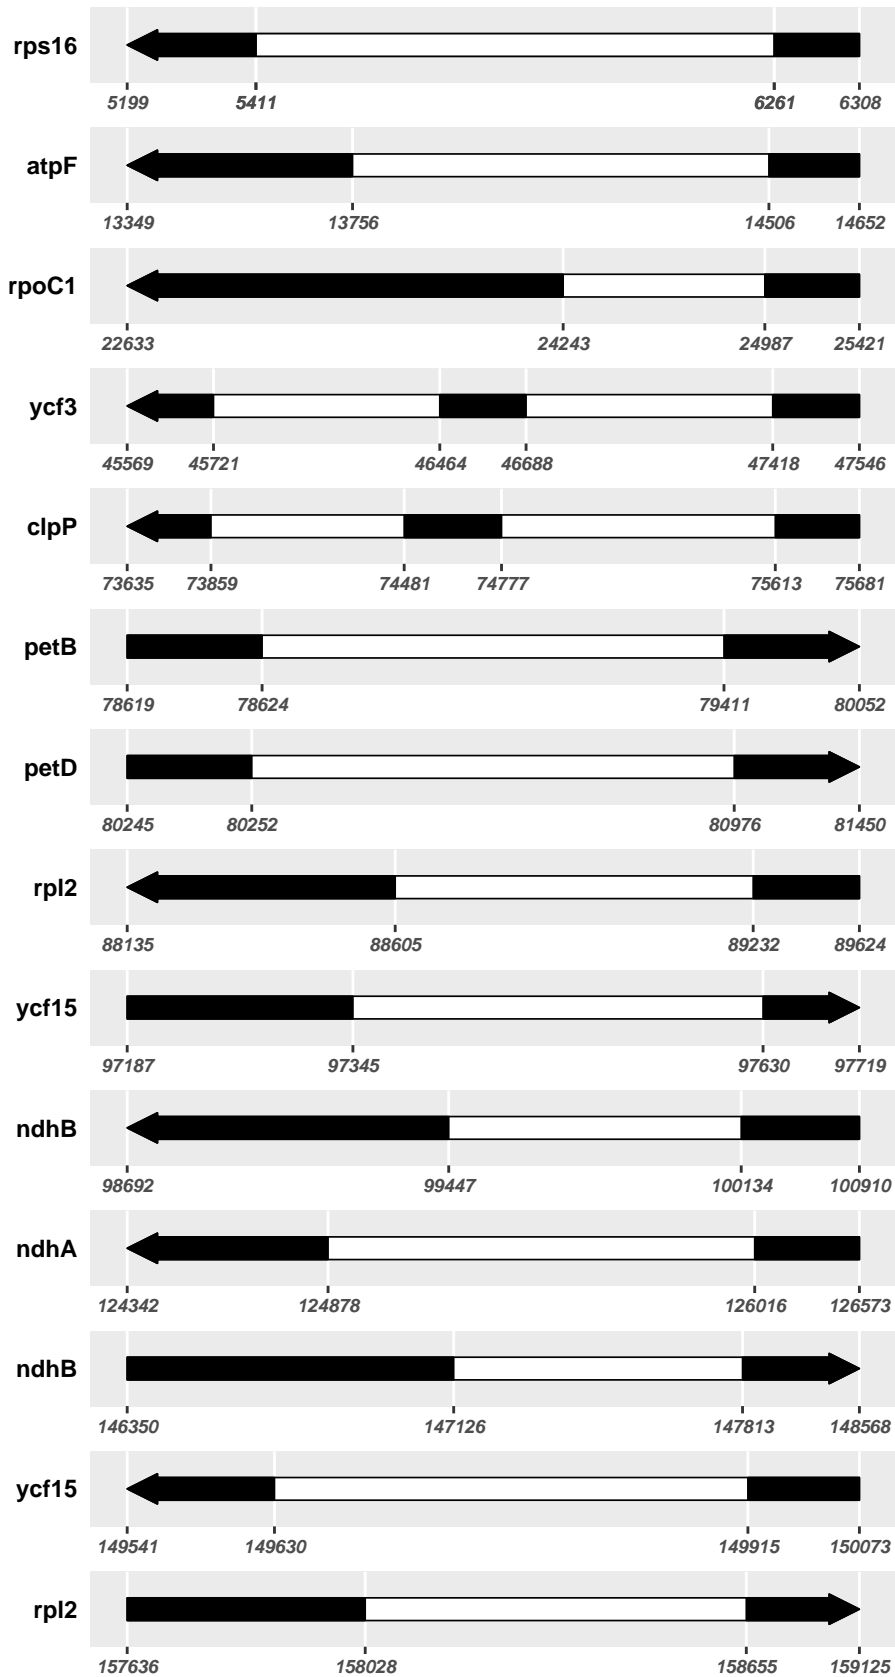 rps16
5199 5411 6261 6308
atpF
13349 13756 14506 14652
rpoC1
22633 24243 24987 25421
ycf3
45569 45721 46464 46688 47418 47546
clpP
73635 73859 74481 74777 75613 75681
petB
78619 78624 79411 80052
petD
80245 80252 80976 81450
rpl2
88135 88605 89232 89624
ycf15
97187 97345 97630 97719
ndhB
98692 99447 100134 100910
ndhA
124342 124878 126016 126573
ndhB
146350 147126 147813 148568
ycf15
149541 149630 149915 150073
rpl2
157636 158028 158655 159125